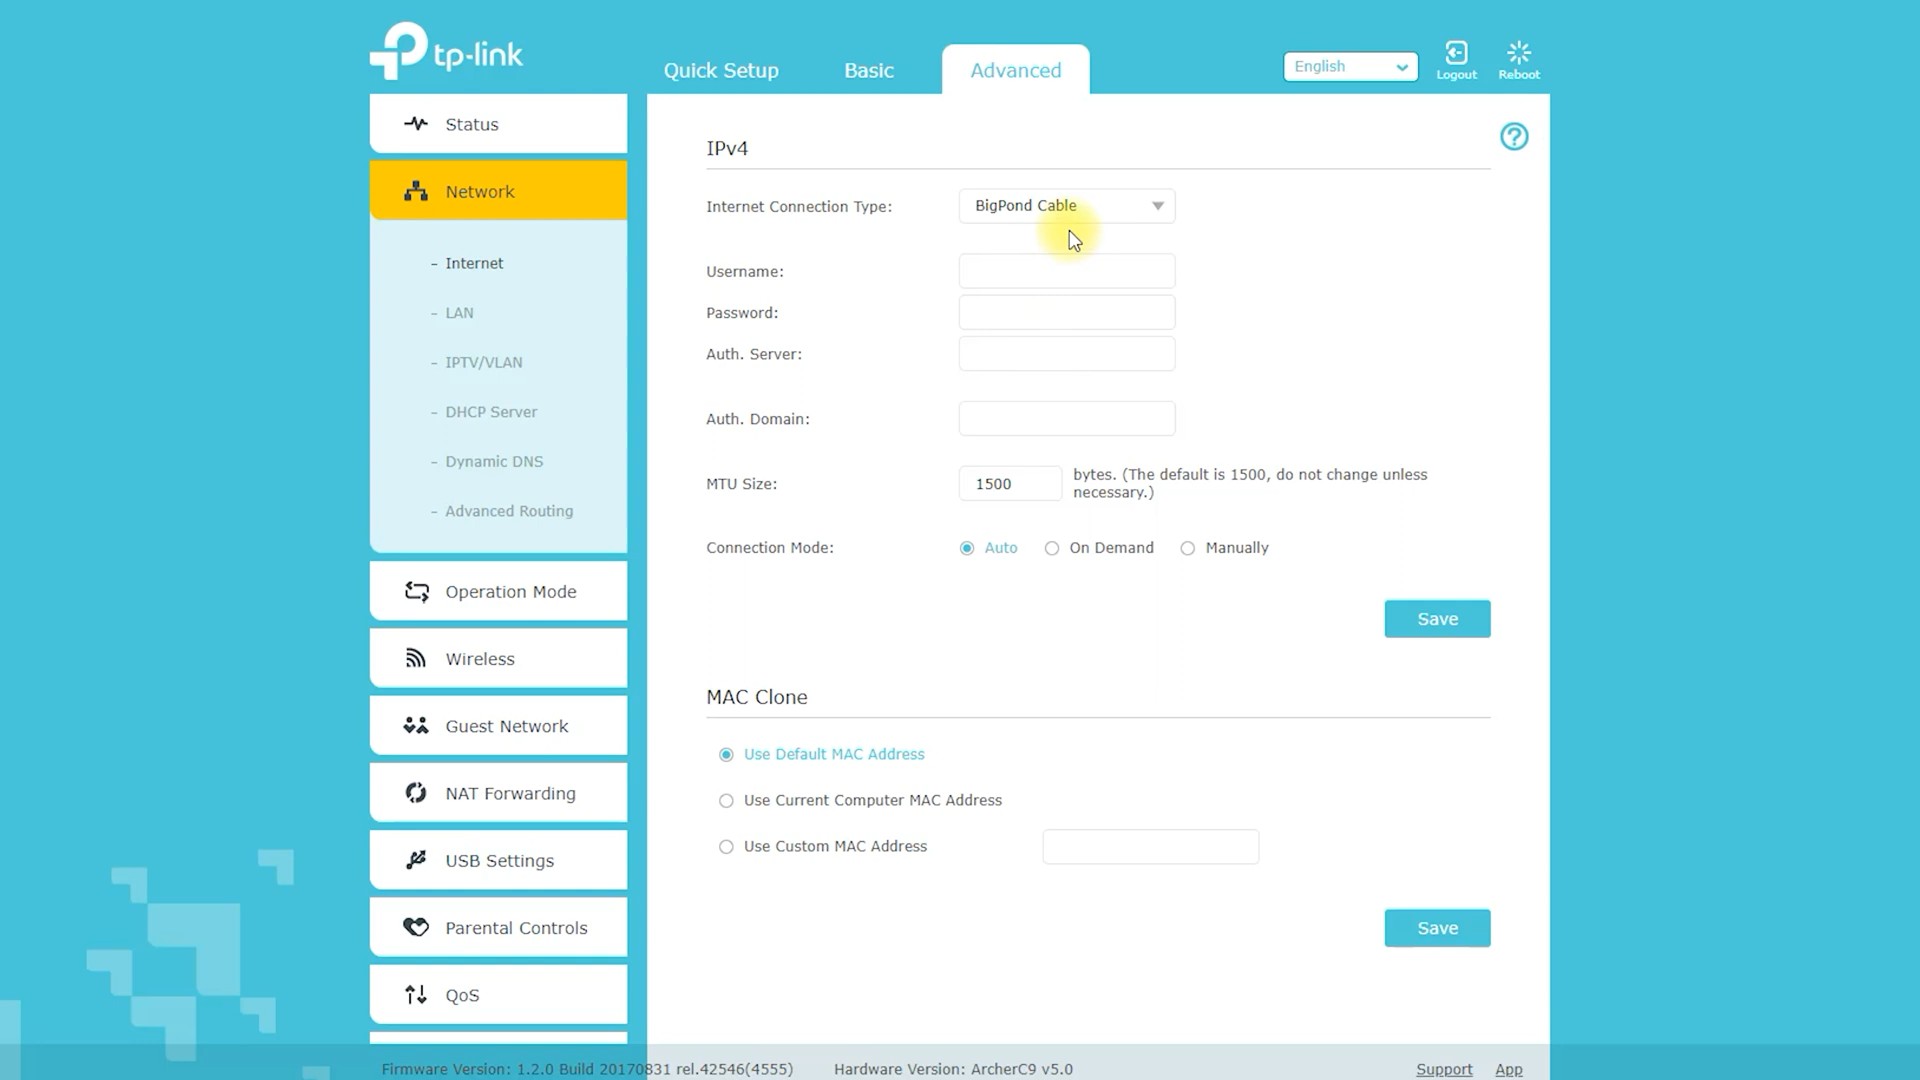 tp-link
Quick Setup
Basic
Advanced
English
Logout
Reboot
Status
Network
- Internet
- LAN
- IPTV/VLAN
- DHCP Server
- Dynamic DNS
- Advanced Routing
Operation Mode
Wireless
Guest Network
NAT Forwarding
USB Settings
Parental Controls
QoS
IPv4
Internet Connection Type:
BigPond Cable
Username:
Password:
Auth. Server:
Auth. Domain:
MTU Size:
1500
bytes. (The default is 1500, do not change unless
necessary.)
Connection Mode:
Auto
On Demand
Manually
Save
MAC Clone
Use Default MAC Address
Use Current Computer MAC Address
Use Custom MAC Address
Save
Firmware Version: 1.2.0 Build 20170831 rel.42546(4555)
Hardware Version: ArcherC9 v5.0
Support
App